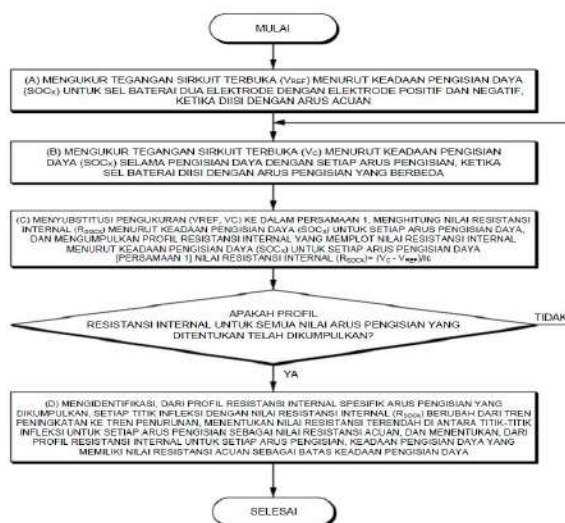 MULAI
(A) MENGUKUR TEGANGAN SIRKUIT TERBUKA (VREF) MENURUT KEADAAN PENGISIAN DAYA
(SOCx) UNTUK SEL BATERAI DUA ELEKTRODE DENGAN ELEKTRODE POSITIF DAN NEGATIF,
KETIKA DIISI DENGAN ARUS ACUAN
(B) MENGUKUR TEGANGAN SIRKUIT TERBUKA (Vc) MENURUT KEADAAN PENGISIAN
DAYA (SOCx) SELAMA PENGISIAN DAYA DENGAN SETIAP ARUS PENGISIAN, KETIKA
SEL BATERAI DIISI DENGAN ARUS PENGISIAN YANG BERBEDA
(C) MENYUBSTITUSI PENGUKURAN (VREF, VC) KE DALAM PERSAMAAN 1, MENGHITUNG NILAI RESISTANSI
INTERNAL (RSOCX) MENURUT KEADAAN PENGISIAN DAYA (SOCx) UNTUK SETIAP ARUS PENGISIAN DAYA,
DAN MENGUMPULKAN PROFIL RESISTANSI INTERNAL YANG MEMPLOT NILAI RESISTANSI INTERNAL
MENURUT KEADAAN PENGISIAN DAYA (SOCx) UNTUK SETIAP ARUS PENGISIAN DAYA
[PERSAMAAN 1] NILAI RESISTANSI INTERNAL (RSOCX)= (Vc - VREF)/Ic
APAKAH PROFIL
RESISTANSI INTERNAL UNTUK SEMUA NILAI ARUS PENGISIAN YANG
DITENTUKAN TELAH DIKUMPULKAN?
TIDAK
YA
(D) MENGIDENTIFIKASI, DARI PROFIL RESISTANSI INTERNAL SPESIFIK ARUS PENGISIAN YANG
DIKUMPULKAN, SETIAP TITIK INFLEKSI DENGAN NILAI RESISTANSI INTERNAL (RSOCX) BERUBAH DARI TREN
PENINGKATAN KE TREN PENURUNAN, MENENTUKAN NILAI RESISTANSI TERENDAH DI ANTARA TITIK-TITIK
INFLEKSI UNTUK SETIAP ARUS PENGISIAN SEBAGAI NILAI RESISTANSI ACUAN, DAN MENENTUKAN, DARI
PROFIL RESISTANSI INTERNAL UNTUK SETIAP ARUS PENGISIAN, KEADAAN PENGISIAN DAYA YANG
MEMILIKI NILAI RESISTANSI ACUAN SEBAGAI BATAS KEADAAN PENGISIAN DAYA
SELESAI